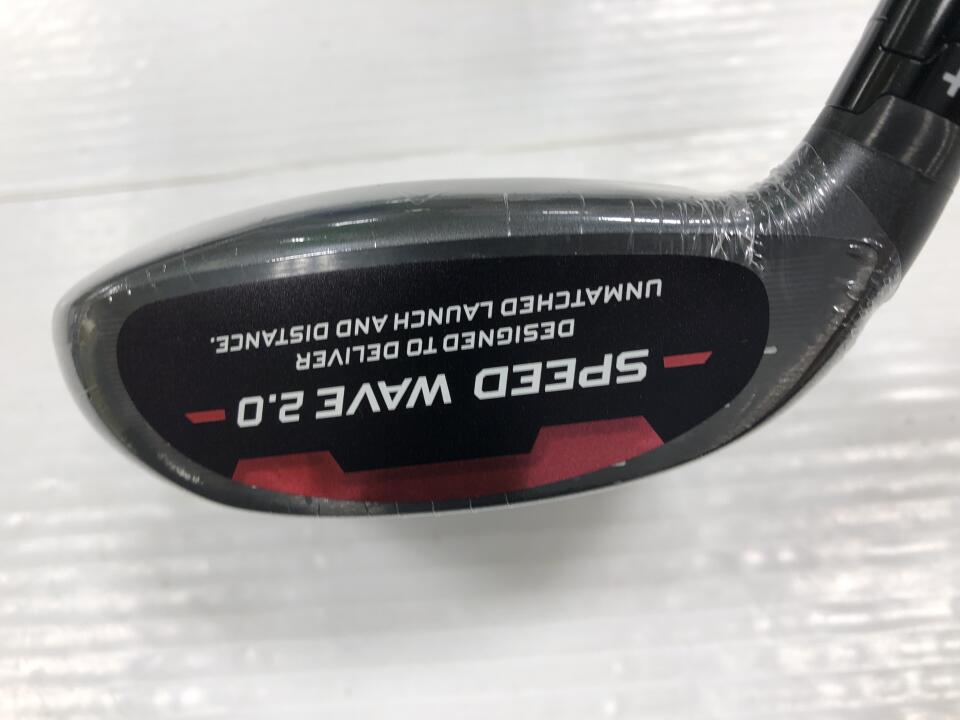 SPEED WAVE 2.0
DESIGNED TO DELIVER
UNMATCHED LAUNCH AND DISTANCE.
+